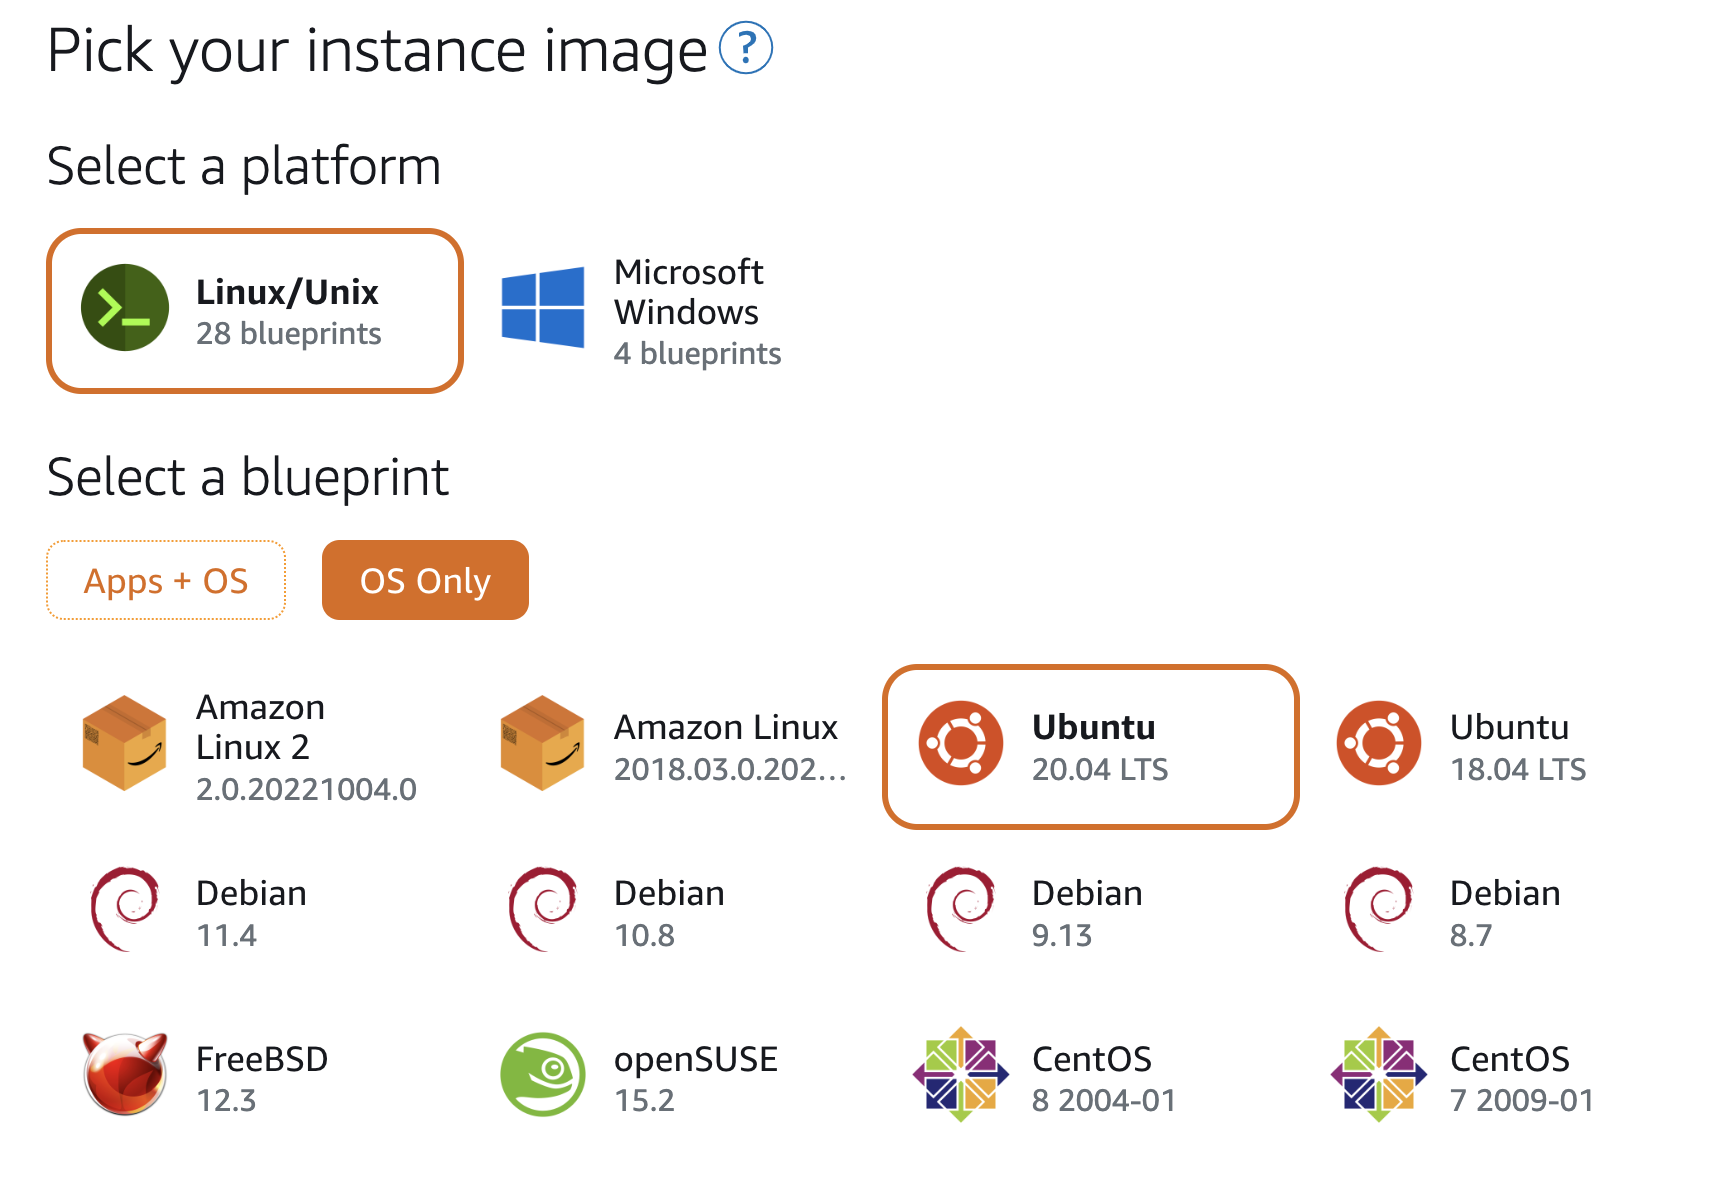 Pick your instance image ?
Select a platform
Linux/Unix
28 blueprints
Microsoft
Windows
4 blueprints
Select a blueprint
Apps + OS
OS Only
Amazon
Linux 2
2.0.20221004.0
Amazon Linux
2018.03.0.202...
Ubuntu
20.04 LTS
Ubuntu
18.04 LTS
Debian
11.4
Debian
10.8
Debian
9.13
Debian
8.7
FreeBSD
12.3
openSUSE
15.2
CentOS
8 2004-01
CentOS
7 2009-01